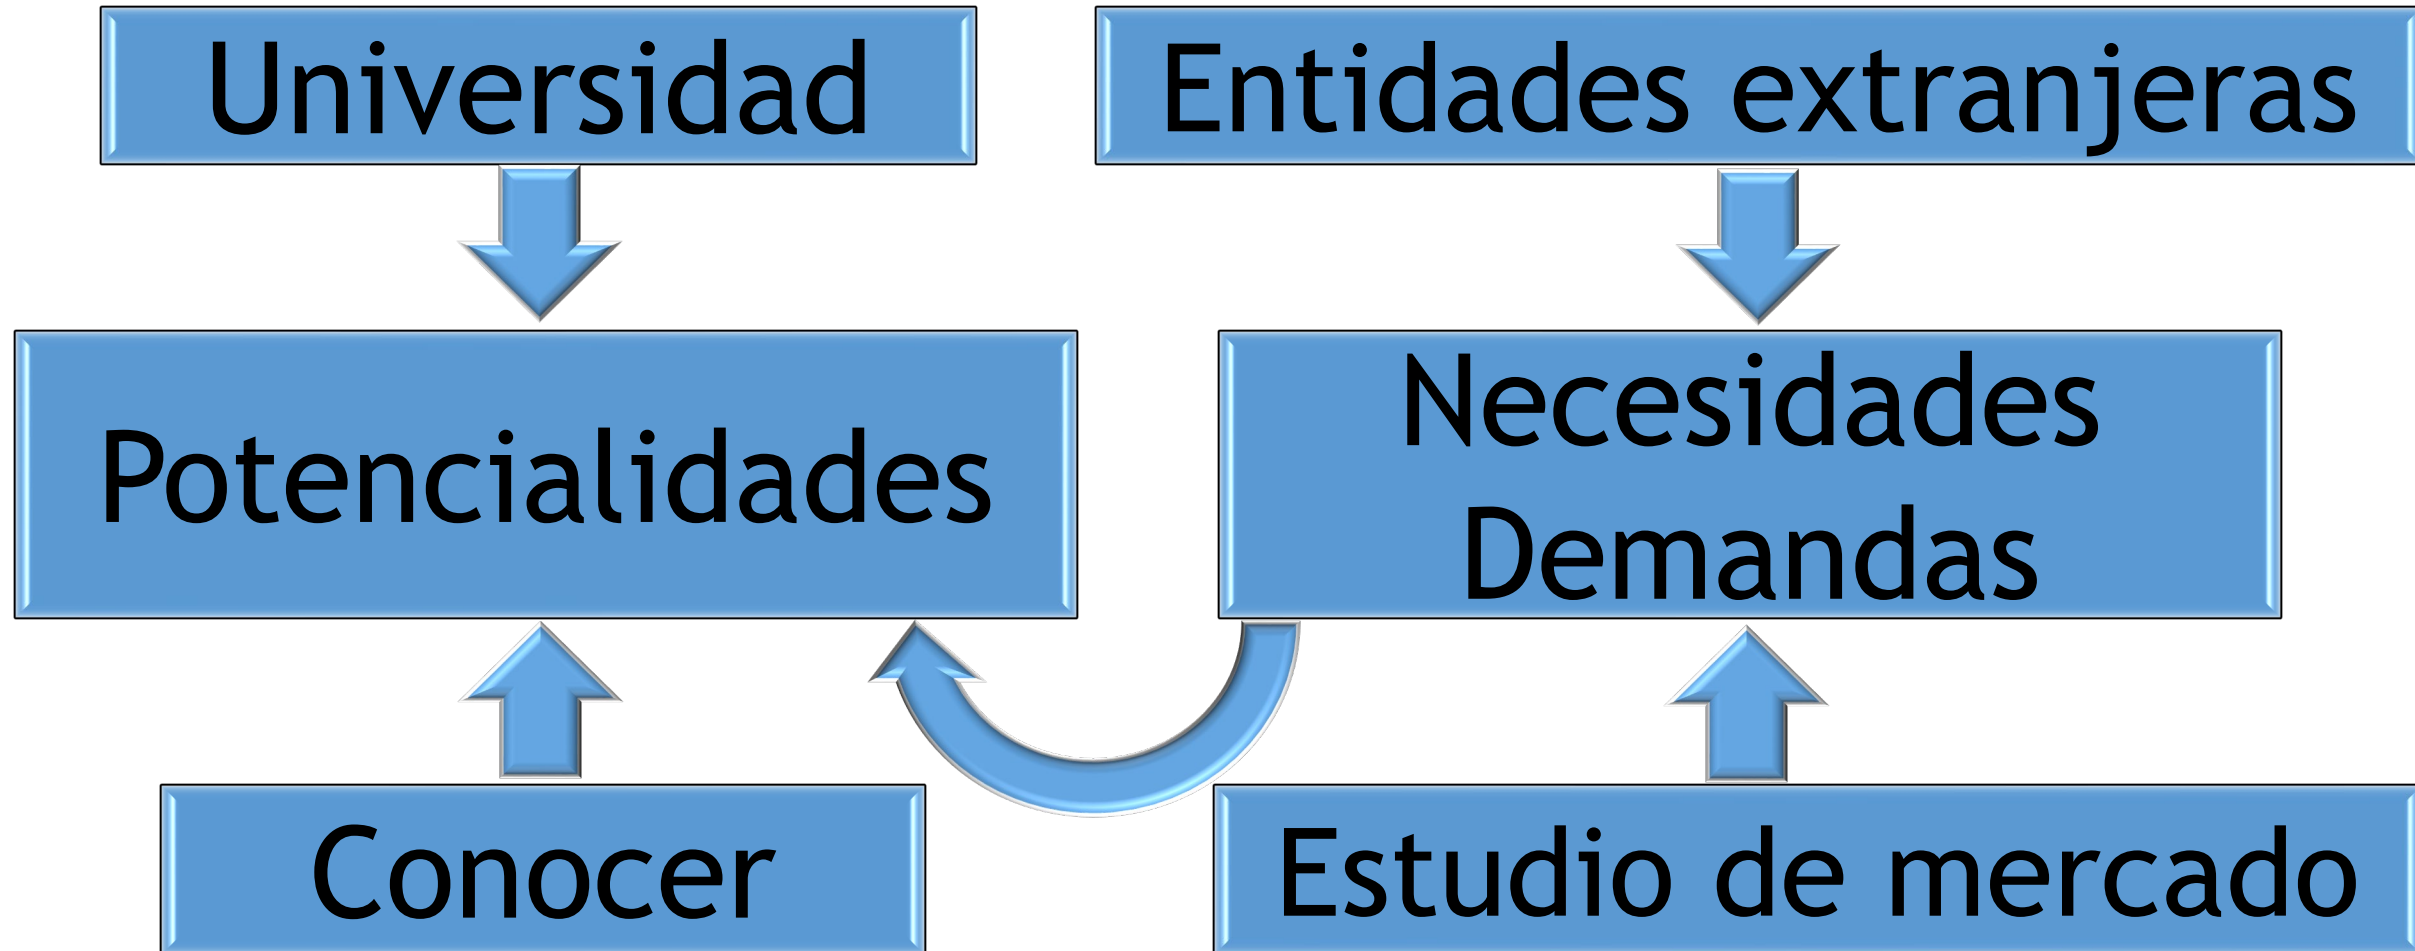 Universidad
Entidades extranjeras
Potencialidades
Necesidades
Demandas
Conocer
Estudio de mercado